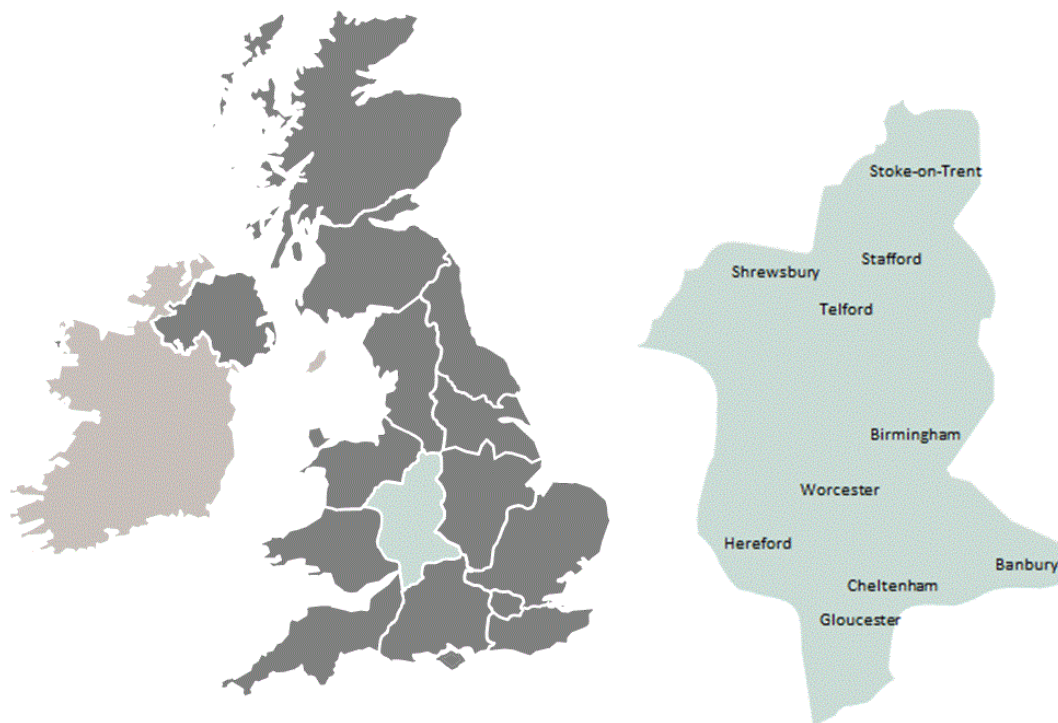 Stoke-on-Trent
Stafford
Shrewsbury
Telford
Birmingham
Worcester
Hereford
Banbury
Cheltenham
Gloucester